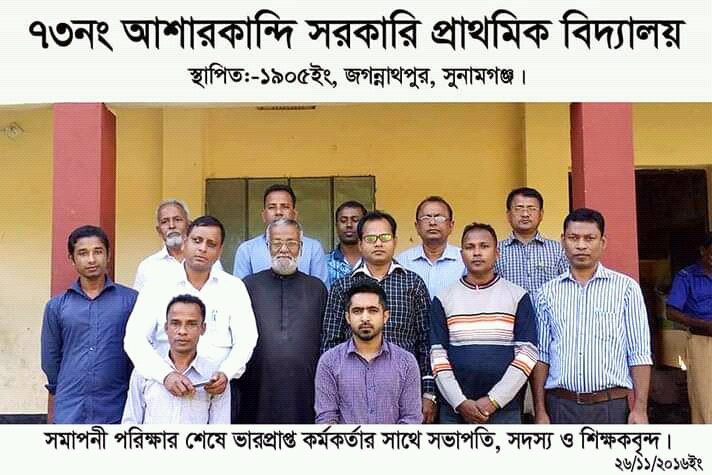 ৭৩নং আশারকান্দি সরকারি প্রাথমিক বিদ্যালয়
স্থাপিত:-১৯০৫ইং, জগন্নাথপুর, সুনামগঞ্জ।
সমাপনী পরিক্ষার শেষে ভারপ্রাপ্ত কর্মকর্তার সাথে সভাপতি, সদস্য ও শিক্ষকবৃন্দ।
২৬/১১/২০১৬ইং